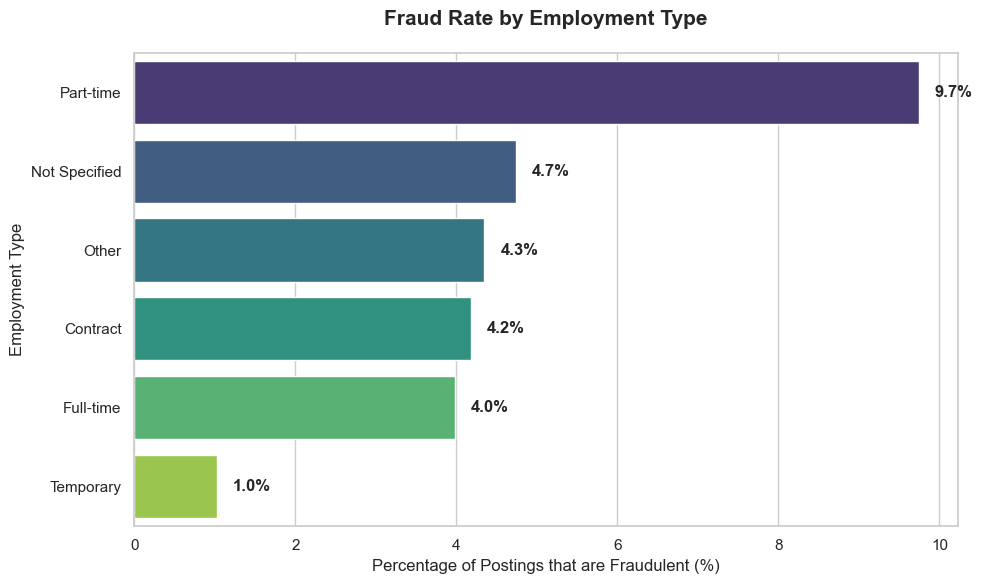 Fraud Rate by Employment Type
Employment Type
Part-time 9.7%
Not Specified 4.7%
Other 4.3%
Contract 4.2%
Full-time 4.0%
Temporary 1.0%
0 2 4 6 8 10
Percentage of Postings that are Fraudulent (%)